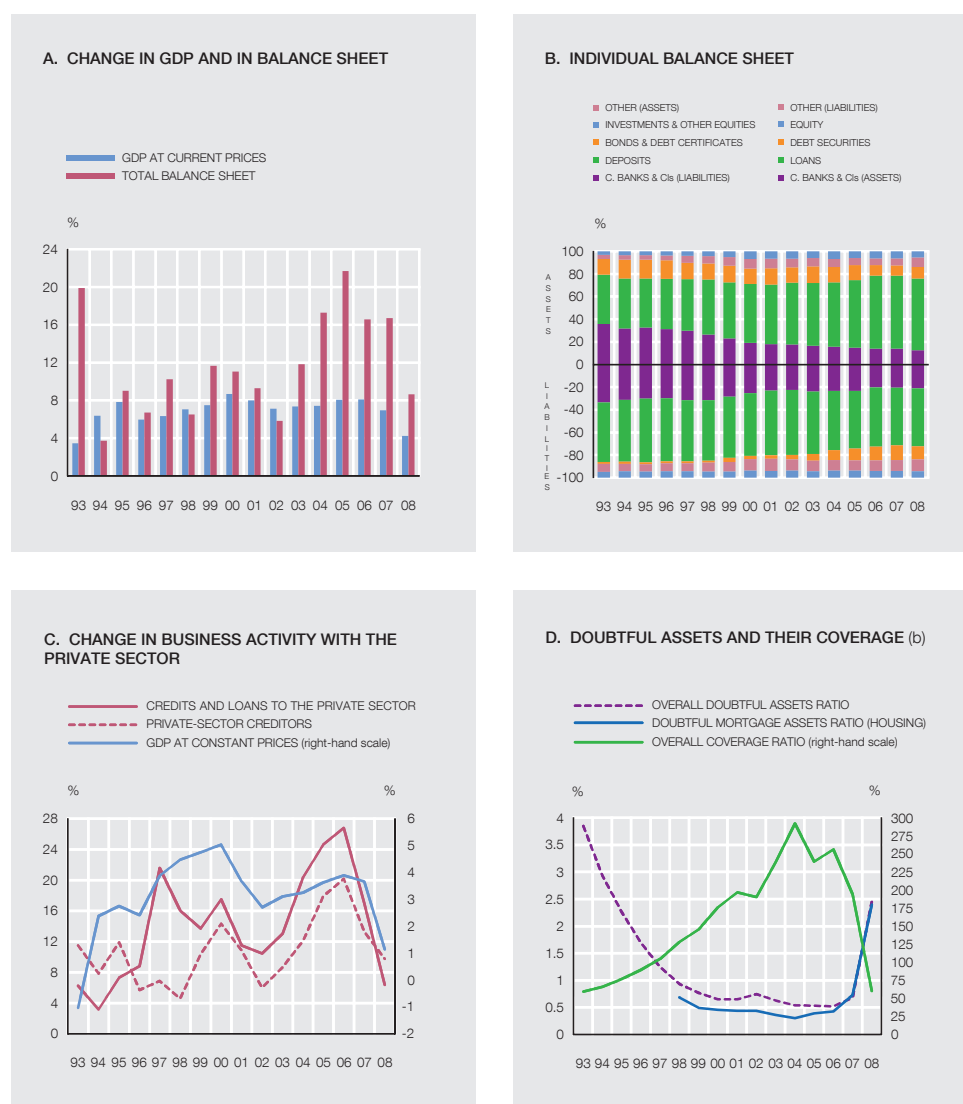 A. CHANGE IN GDP AND IN BALANCE SHEET
GDP AT CURRENT PRICES
TOTAL BALANCE SHEET
%
24
20
16
12
8
4
0
93 94 95 96 97 98 99 00 01 02 03 04 05 06 07 08
B. INDIVIDUAL BALANCE SHEET
OTHER (ASSETS) OTHER (LIABILITIES)
INVESTMENTS & OTHER EQUITIES EQUITY
BONDS & DEBT CERTIFICATES DEBT SECURITIES
DEPOSITS LOANS
C. BANKS & CIs (LIABILITIES) C. BANKS & CIs (ASSETS)
%
ASSETS
LIABILITIES
100
80
60
40
20
0
-20
-40
-60
-80
-100
93 94 95 96 97 98 99 00 01 02 03 04 05 06 07 08
C. CHANGE IN BUSINESS ACTIVITY WITH THE
PRIVATE SECTOR
CREDITS AND LOANS TO THE PRIVATE SECTOR
PRIVATE-SECTOR CREDITORS
GDP AT CONSTANT PRICES (right-hand scale)
% %
28
24
20
16
12
8
4
0
6
5
4
3
2
1
0
-1
-2
93 94 95 96 97 98 99 00 01 02 03 04 05 06 07 08
D. DOUBTFUL ASSETS AND THEIR COVERAGE (b)
OVERALL DOUBTFUL ASSETS RATIO
DOUBTFUL MORTGAGE ASSETS RATIO (HOUSING)
OVERALL COVERAGE RATIO (right-hand scale)
% %
4
3.5
3
2.5
2
1.5
1
0.5
0
300
275
250
225
200
175
150
125
100
75
50
25
0
93 94 95 96 97 98 99 00 01 02 03 04 05 06 07 08